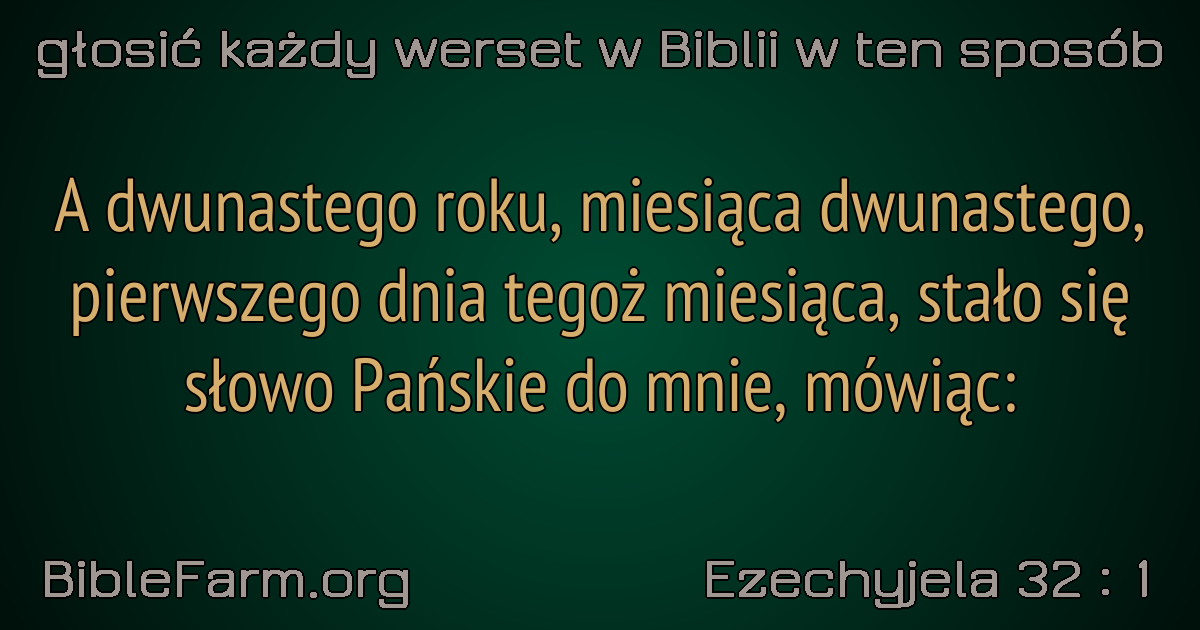 głosić każdy werset w Biblii w ten sposób
A dwunastego roku, miesiąca dwunastego,
pierwszego dnia tegoż miesiąca, stało się
słowo Pańskie do mnie, mówiąc:
BibleFarm.org
Ezechyjela 32 : 1